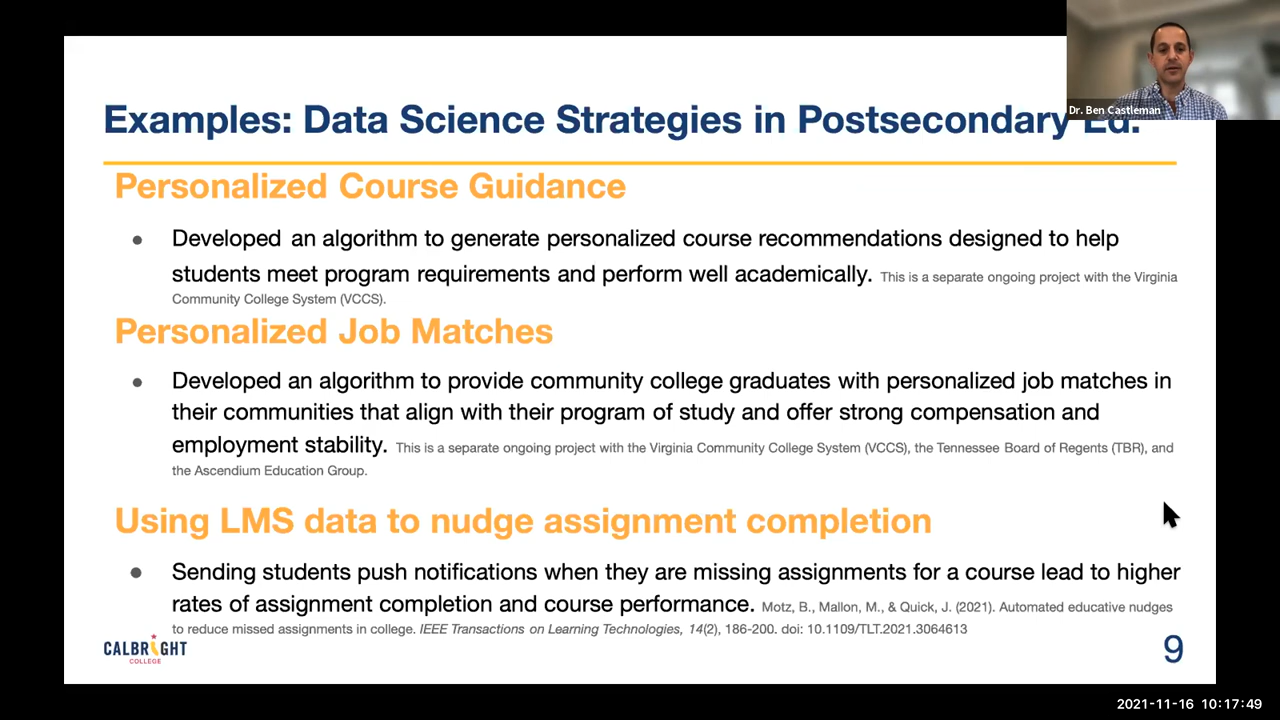 Dr. Ben Castleman
Examples: Data Science Strategies in Postsecondary Ed.
Personalized Course Guidance
• Developed an algorithm to generate personalized course recommendations designed to help
students meet program requirements and perform well academically. This is a separate ongoing project with the Virginia
Community College System (VCCS).
Personalized Job Matches
• Developed an algorithm to provide community college graduates with personalized job matches in
their communities that align with their program of study and offer strong compensation and
employment stability. This is a separate ongoing project with the Virginia Community College System (VCCS), the Tennessee Board of Regents (TBR), and
the Ascendium Education Group.
Using LMS data to nudge assignment completion
• Sending students push notifications when they are missing assignments for a course lead to higher
rates of assignment completion and course performance. Motz, B., Mallon, M., & Quick, J. (2021). Automated educative nudges
to reduce missed assignments in college. IEEE Transactions on Learning Technologies, 14(2), 186-200. doi: 10.1109/TLT.2021.3064613
CALBRIGHT
COLLEGE
9
2021-11-16 10:17:49